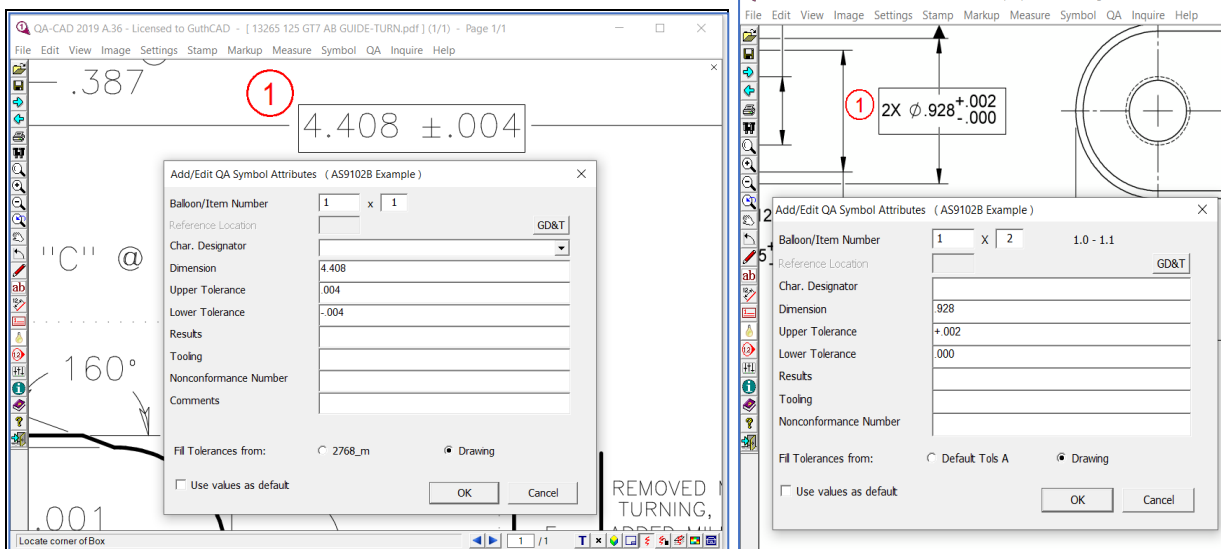 QA-CAD 2019 A.36 - Licensed to GuthCAD - [ 13265 125 GT7 AB GUIDE-TURN.pdf ] (1/1) - Page 1/1
File Edit View Image Settings Stamp Markup Measure Symbol QA Inquire Help
.387
1
4.408 ±.004
Add/Edit QA Symbol Attributes ( AS9102B Example )
Balloon/Item Number 1 x 1
Reference Location GD&T
Char. Designator
Dimension 4.408
Upper Tolerance .004
Lower Tolerance -.004
Results
Tooling
Nonconformance Number
Comments
Fill Tolerances from: 2768_m Drawing
Use values as default
OK Cancel
"C" @
160°
.001
REMOVED
TURNING,
Locate corner of Box
1 /1
File Edit View Image Settings Stamp Markup Measure Symbol QA Inquire Help
1
2X Ø.928 +.002 -.000
Add/Edit QA Symbol Attributes ( AS9102B Example )
Balloon/Item Number 1 X 2 1.0 - 1.1
Reference Location GD&T
Char. Designator
Dimension .928
Upper Tolerance +.002
Lower Tolerance .000
Results
Tooling
Nonconformance Number
Fill Tolerances from: Default Tols A Drawing
Use values as default
OK Cancel